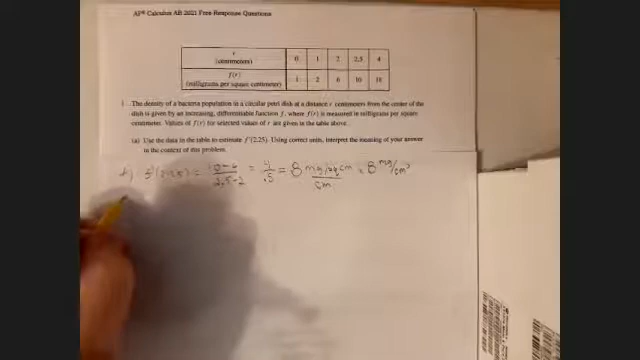 AP® Calculus AB 2021 Free-Response Questions
r (centimeters) 0 1 2 2.5 4
f(r) (milligrams per square centimeter) 1 2 6 10 18
1. The density of a bacteria population in a circular petri dish at a distance r centimeters from the center of the
dish is given by an increasing, differentiable function f, where f(r) is measured in milligrams per square
centimeter. Values of f(r) for selected values of r are given in the table above.
(a) Use the data in the table to estimate f′(2.25). Using correct units, interpret the meaning of your answer
in the context of this problem.
f'(2.25) = 10-6 / 2.5-2 = 4/.5 = 8 mg/sq cm / cm = 8 mg/cm³